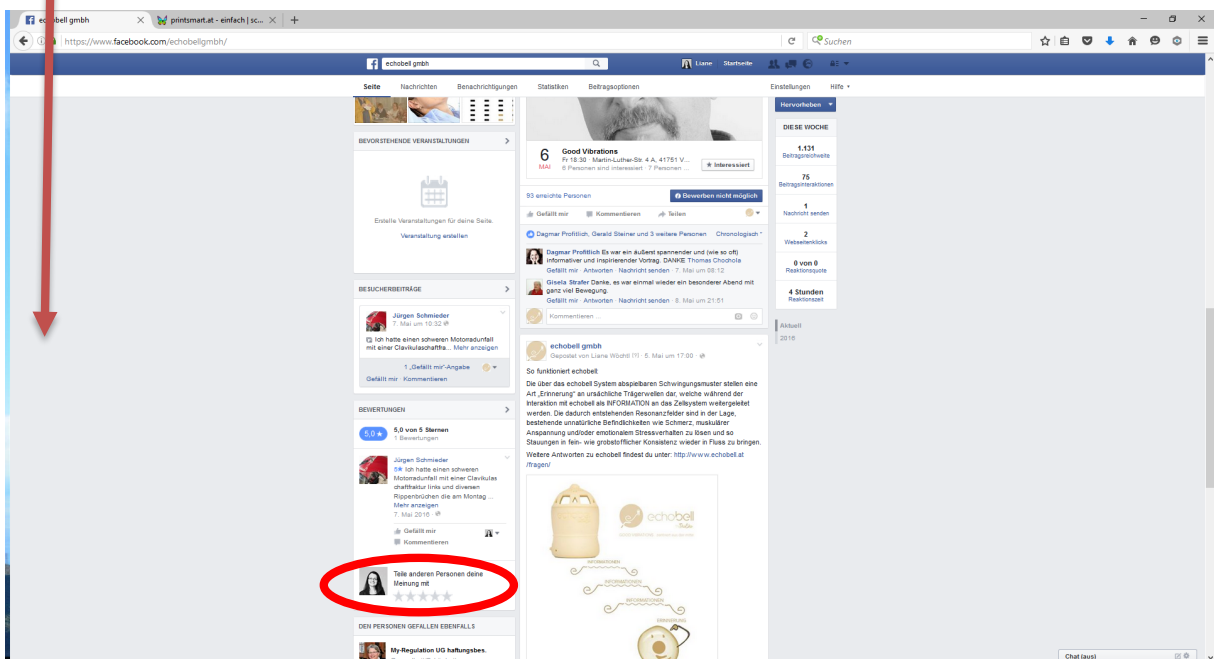 echobell gmbh
printsmart.at - einfach | sc...
https://www.facebook.com/echobellgmbh/
Suchen
echobell gmbh
Liane Startseite
Seite Nachrichten Benachrichtigungen Statistiken Beitragsoptionen Einstellungen Hilfe
BEVORSTEHENDE VERANSTALTUNGEN
Erstelle Veranstaltungen für deine Seite.
Veranstaltung erstellen
BESUCHERBEITRÄGE
Jürgen Schmieder
7. Mai um 10:32
Ich hatte einen schweren Motorradunfall
mit einer Clavikulaschaftfra... Mehr anzeigen
1 „Gefällt mir“-Angabe
Gefällt mir · Kommentieren
BEWERTUNGEN
5,0 ★ 5,0 von 5 Sternen
1 Bewertungen
Jürgen Schmieder
5★ Ich hatte einen schweren
Motorradunfall mit einer Clavikulas
chaftfraktur links und diversen
Rippenbrüchen die am Montag ...
Mehr anzeigen
7. Mai 2016
Gefällt mir
Kommentieren
Teile anderen Personen deine
Meinung mit
DEN PERSONEN GEFALLEN EBENFALLS
My-Regulation UG haftungsbes.
6 MAI
Good Vibrations
Fr 18:30 · Martin-Luther-Str. 4 A, 41751 V...
8 Personen sind interessiert · 7 Personen ...
★ Interessiert
93 erreichte Personen
Bewerben nicht möglich
Gefällt mir Kommentieren Teilen
Dagmar Profitlich, Gerald Steiner und 3 weitere Personen Chronologisch
Dagmar Profitlich Es war ein äußerst spannender und (wie so oft)
informativer und inspirierender Vortrag. DANKE Thomas Chochola
Gefällt mir · Antworten · Nachricht senden · 7. Mai um 08:12
Gisela Strafer Danke, es war einmal wieder ein besonderer Abend mit
ganz viel Bewegung.
Gefällt mir · Antworten · Nachricht senden · 8. Mai um 21:51
Kommentieren ...
echobell gmbh
Gepostet von Liane Wöchtl [?] · 5. Mai um 17:00
So funktioniert echobell:
Die über das echobell System abspielbaren Schwingungsmuster stellen eine
Art „Erinnerung“ an ursächliche Trägerwellen dar, welche während der
Interaktion mit echobell als INFORMATION an das Zellsystem weitergeleitet
werden. Die dadurch entstehenden Resonanzfelder sind in der Lage,
bestehende unnatürliche Befindlichkeiten wie Schmerz, muskulärer
Anspannung und/oder emotionalem Stressverhalten zu lösen und so
Stauungen in fein- wie grobstofflicher Konsistenz wieder in Fluss zu bringen.
Weitere Antworten zu echobell findest du unter: http://www.echobell.at
/fragen/
echobell
INFORMATIONEN
INFORMATIONEN
INFORMATIONEN
ERINNERUNG
Hervorheben
DIESE WOCHE
1.131
Beitragsreichweite
75
Beitragsinteraktionen
1
Nachricht senden
2
Webseitenklicks
0 von 0
Reaktionsquote
4 Stunden
Reaktionszeit
Aktuell
2016
Chat (aus)